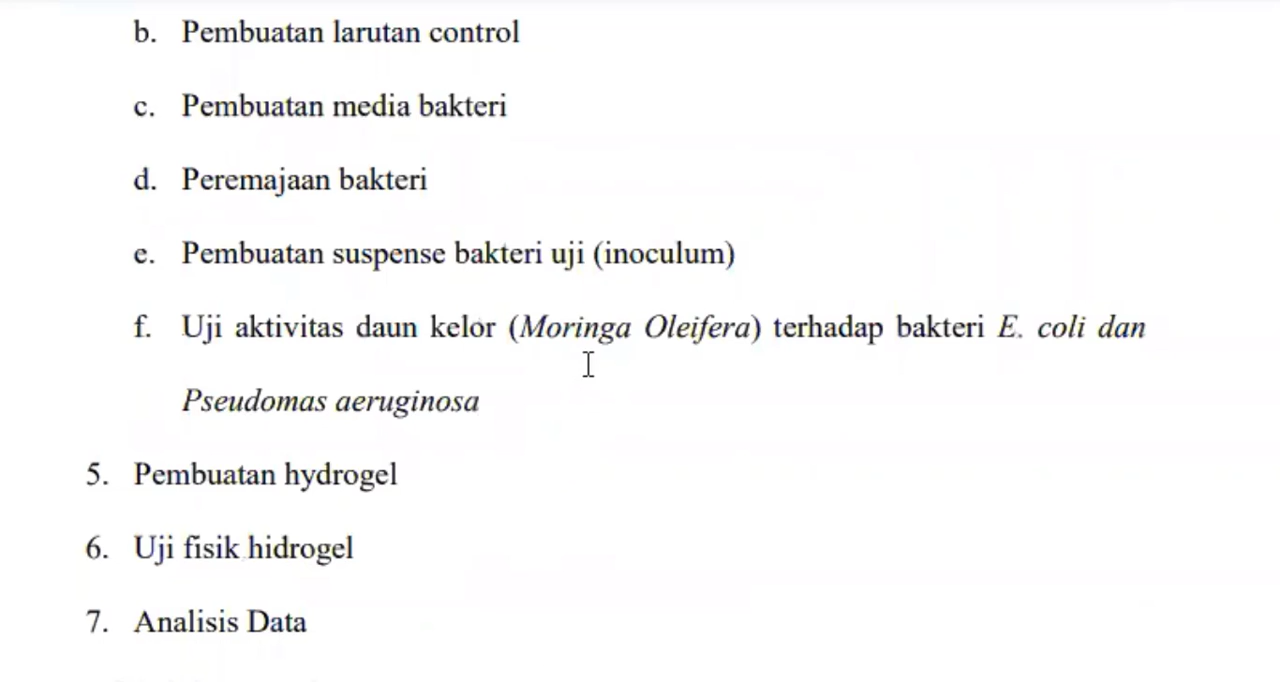 b. Pembuatan larutan control
c. Pembuatan media bakteri
d. Peremajaan bakteri
e. Pembuatan suspense bakteri uji (inoculum)
f. Uji aktivitas daun kelor (Moringa Oleifera) terhadap bakteri E. coli dan
Pseudomas aeruginosa
5. Pembuatan hydrogel
6. Uji fisik hidrogel
7. Analisis Data